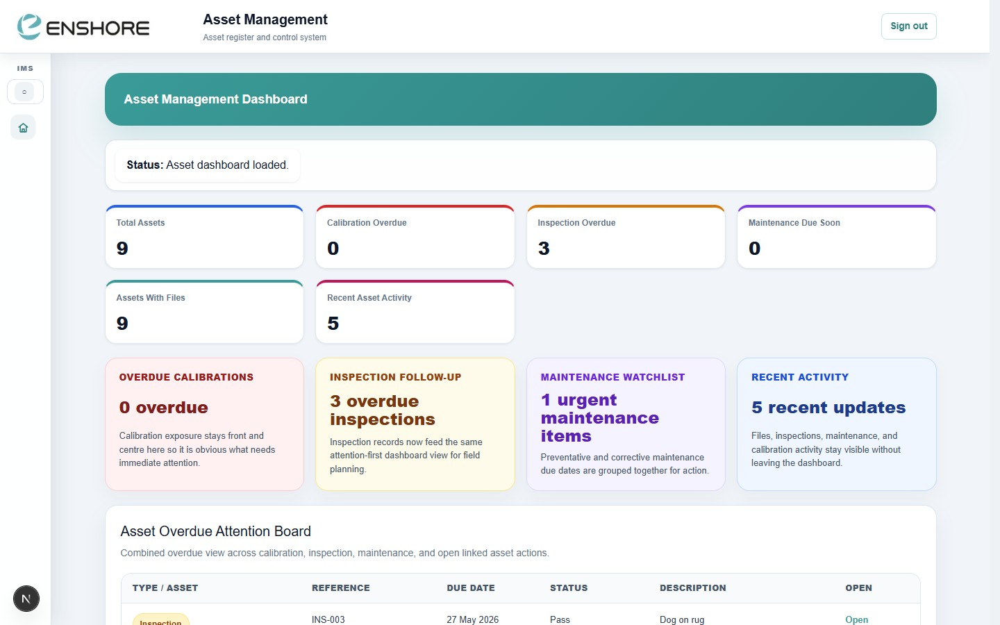 ENSHORE
Asset Management
Asset register and control system
Sign out
IMS
Asset Management Dashboard
Status: Asset dashboard loaded.
Total Assets
9
Calibration Overdue
0
Inspection Overdue
3
Maintenance Due Soon
0
Assets With Files
9
Recent Asset Activity
5
OVERDUE CALIBRATIONS
0 overdue
Calibration exposure stays front and
centre here so it is obvious what needs
immediate attention.
INSPECTION FOLLOW-UP
3 overdue
inspections
Inspection records now feed the same
attention-first dashboard view for field
planning.
MAINTENANCE WATCHLIST
1 urgent
maintenance
items
Preventative and corrective maintenance
due dates are grouped together for action.
RECENT ACTIVITY
5 recent updates
Files, inspections, maintenance, and
calibration activity stay visible without
leaving the dashboard.
Asset Overdue Attention Board
Combined overdue view across calibration, inspection, maintenance, and open linked asset actions.
TYPE / ASSET REFERENCE DUE DATE STATUS DESCRIPTION OPEN
Inspection INS-003 27 May 2026 Pass Dog on rug Open
N